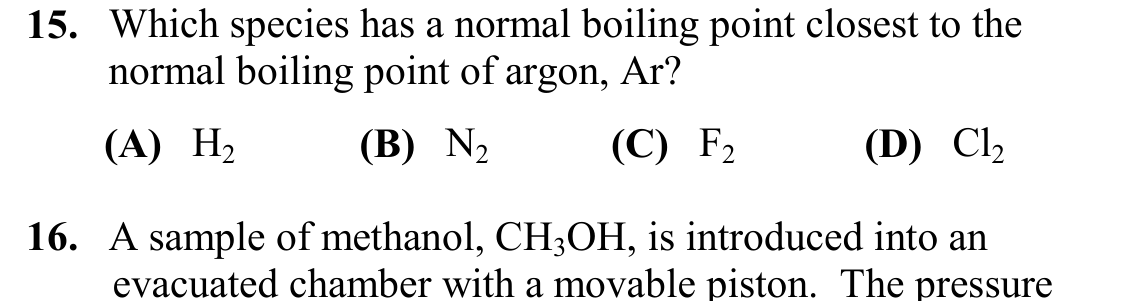 15. Which species has a normal boiling point closest to the
normal boiling point of argon, Ar?
(A) H₂ (B) N₂ (C) F₂ (D) Cl₂
16. A sample of methanol, CH₃OH, is introduced into an
evacuated chamber with a movable piston. The pressure